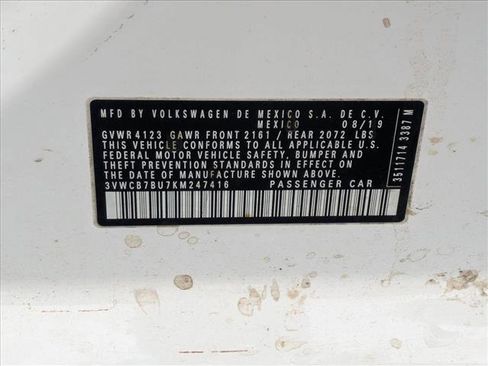 MFD BY VOLKSWAGEN DE MEXICO S.A. DE C.V.
MEXICO 08/19
GVWR 4123 GAWR FRONT 2161 / REAR 2072 LBS
THIS VEHICLE CONFORMS TO ALL APPLICABLE U.S.
FEDERAL MOTOR VEHICLE SAFETY, BUMPER AND
THEFT PREVENTION STANDARDS IN EFFECT ON
THE DATE OF MANUFACTURE SHOWN ABOVE.
3VWCB7BU7KM247416 PASSENGER CAR
3511714 3387 M